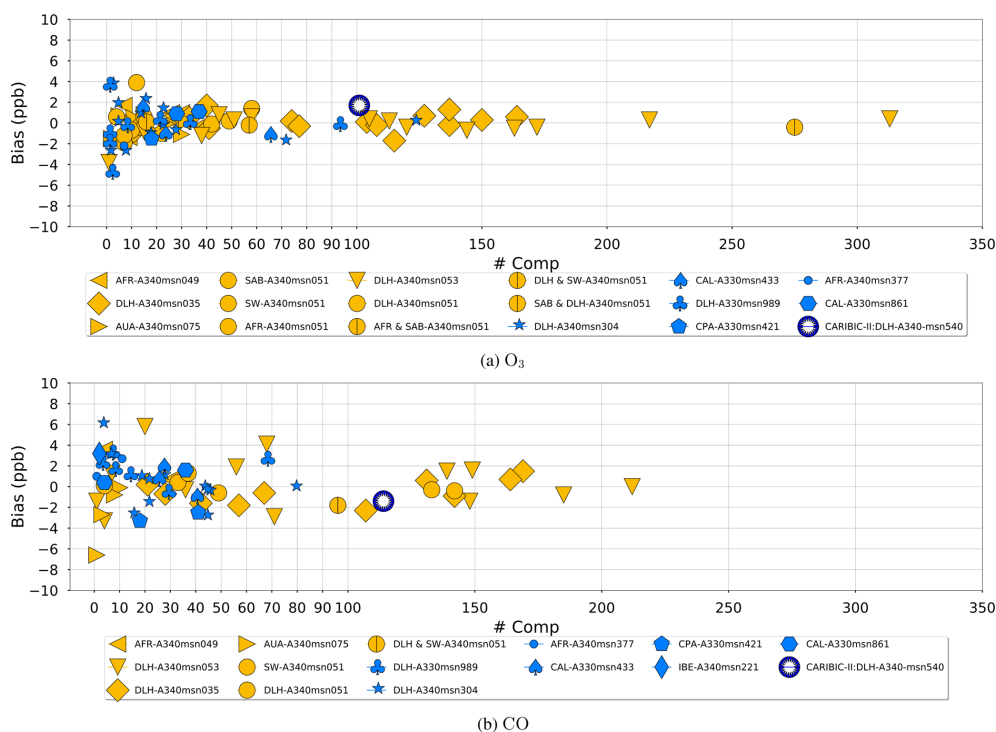 10
8
6
4
2
0
−2
−4
−6
−8
−10
Bias (ppb)
0 10 20 30 40 50 60 70 80 90 100 150 200 250 300 350
# Comp
AFR-A340msn049 SAB-A340msn051 DLH-A340msn053 DLH & SW-A340msn051 CAL-A330msn433 AFR-A340msn377
DLH-A340msn035 SW-A340msn051 DLH-A340msn051 SAB & DLH-A340msn051 DLH-A330msn989 CAL-A330msn861
AUA-A340msn075 AFR-A340msn051 AFR & SAB-A340msn051 DLH-A340msn304 CPA-A330msn421 CARIBIC-II:DLH-A340-msn540
(a) O₃
10
8
6
4
2
0
−2
−4
−6
−8
−10
Bias (ppb)
0 10 20 30 40 50 60 70 80 90 100 150 200 250 300 350
# Comp
AFR-A340msn049 AUA-A340msn075 DLH & SW-A340msn051 AFR-A340msn377 CPA-A330msn421 CAL-A330msn861
DLH-A340msn053 SW-A340msn051 DLH-A330msn989 CAL-A330msn433 IBE-A340msn221 CARIBIC-II:DLH-A340-msn540
DLH-A340msn035 DLH-A340msn051 DLH-A340msn304
(b) CO